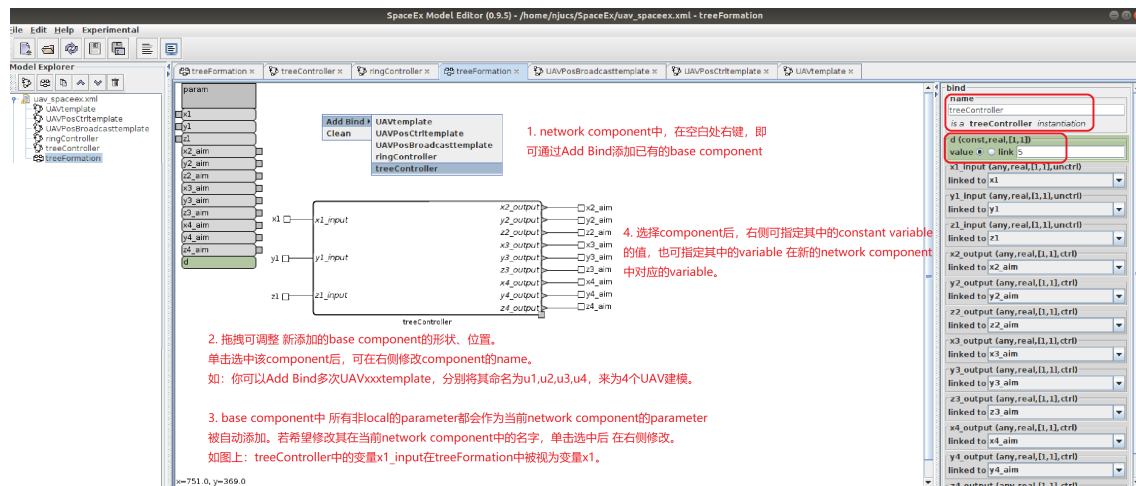 SpaceEx Model Editor (0.9.5) - /home/njucs/SpaceEx/uav_spaceex.xml - treeFormation
File Edit Help Experimental
Model Explorer
uav_spaceex.xml
UAVtemplate
UAVPosCtrltemplate
UAVPosBroadcasttemplate
ringController
treeController
treeFormation
treeFormation × treeController × ringController × treeFormation × UAVPosBroadcasttemplate × UAVPosCtrltemplate × UAVtemplate ×
param
x1
y1
z1
x2_aim
y2_aim
z2_aim
x3_aim
y3_aim
z3_aim
x4_aim
y4_aim
z4_aim
d
Add Bind
Clean
UAVtemplate
UAVPosCtrltemplate
UAVPosBroadcasttemplate
ringController
treeController
1. network component中，在空白处右键，即
可通过Add Bind添加已有的base component
x1 x1_input
y1 y1_input
z1 z1_input
x2_output x2_aim
y2_output y2_aim
z2_output z2_aim
x3_output x3_aim
y3_output y3_aim
z3_output z3_aim
x4_output x4_aim
y4_output y4_aim
z4_output z4_aim
treeController
4. 选择component后，右侧可指定其中的constant variable
的值，也可指定其中的variable 在新的network component
中对应的variable。
2. 拖拽可调整 新添加的base component的形状、位置。
单击选中该component后，可在右侧修改component的name。
如：你可以Add Bind多次UAVxxxtemplate，分别将其命名为u1,u2,u3,u4，来为4个UAV建模。
3. base component中 所有非local的parameter都会作为当前network component的parameter
被自动添加。若希望修改其在当前network component中的名字，单击选中后 在右侧修改。
如图上：treeController中的变量x1_input在treeFormation中被视为变量x1。
x=751.0, y=369.0
bind
name
treeController
is a treeController instantiation
d (const,real,[1,1])
value link 5
x1_input (any,real,[1,1],unctrl)
linked to x1
y1_input (any,real,[1,1],unctrl)
linked to y1
z1_input (any,real,[1,1],unctrl)
linked to z1
x2_output (any,real,[1,1],ctrl)
linked to x2_aim
y2_output (any,real,[1,1],ctrl)
linked to y2_aim
z2_output (any,real,[1,1],ctrl)
linked to z2_aim
x3_output (any,real,[1,1],ctrl)
linked to x3_aim
y3_output (any,real,[1,1],ctrl)
linked to y3_aim
z3_output (any,real,[1,1],ctrl)
linked to z3_aim
x4_output (any,real,[1,1],ctrl)
linked to x4_aim
y4_output (any,real,[1,1],ctrl)
linked to y4_aim
z4_output (any,real,[1,1],ctrl)